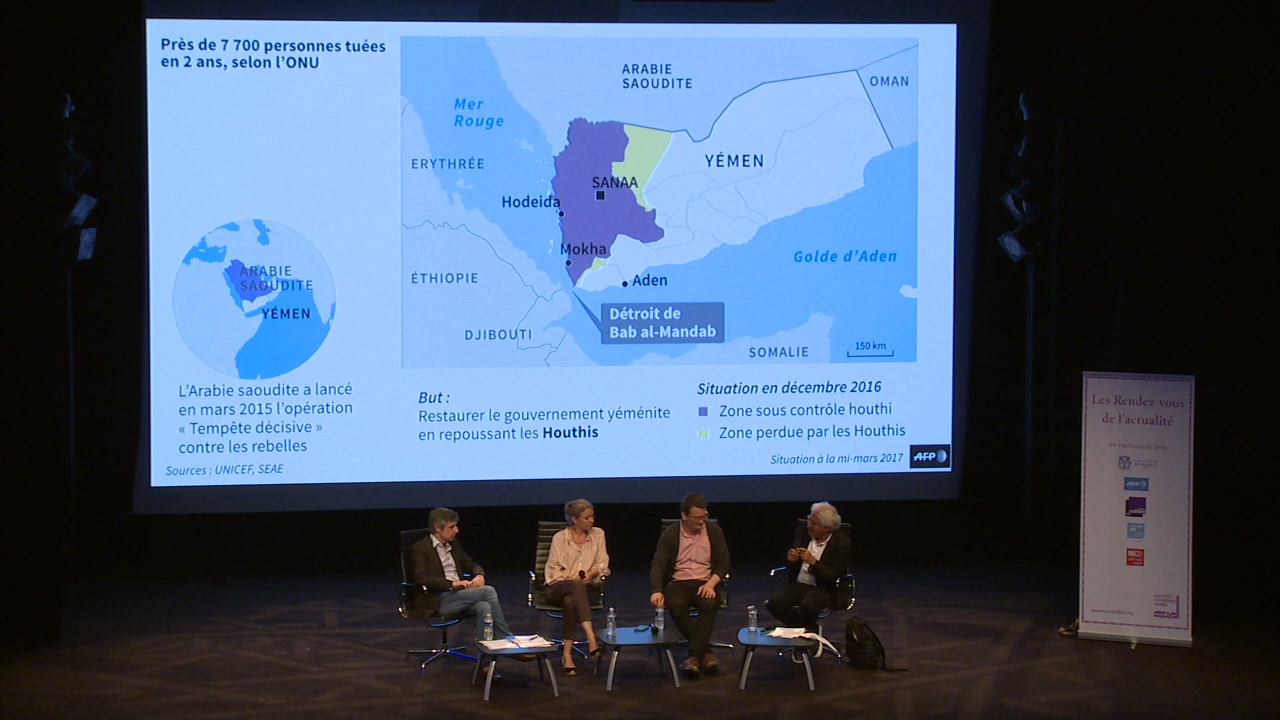 Près de 7 700 personnes tuées
en 2 ans, selon l'ONU
ARABIE
SAOUDITE
OMAN
Mer
Rouge
ERYTHRÉE
YÉMEN
SANAA
Hodeida
Mokha
Golde d'Aden
ÉTHIOPIE
Aden
Détroit de
Bab al-Mandab
DJIBOUTI
SOMALIE
150 km
ARABIE
SAOUDITE
YÉMEN
L'Arabie saoudite a lancé
en mars 2015 l'opération
« Tempête décisive »
contre les rebelles
Sources : UNICEF, SEAE
But :
Restaurer le gouvernement yéménite
en repoussant les Houthis
Situation en décembre 2016
Zone sous contrôle houthi
Zone perdue par les Houthis
Situation à la mi-mars 2017
AFP
Les Rendez-vous
de l'actualité
AFP